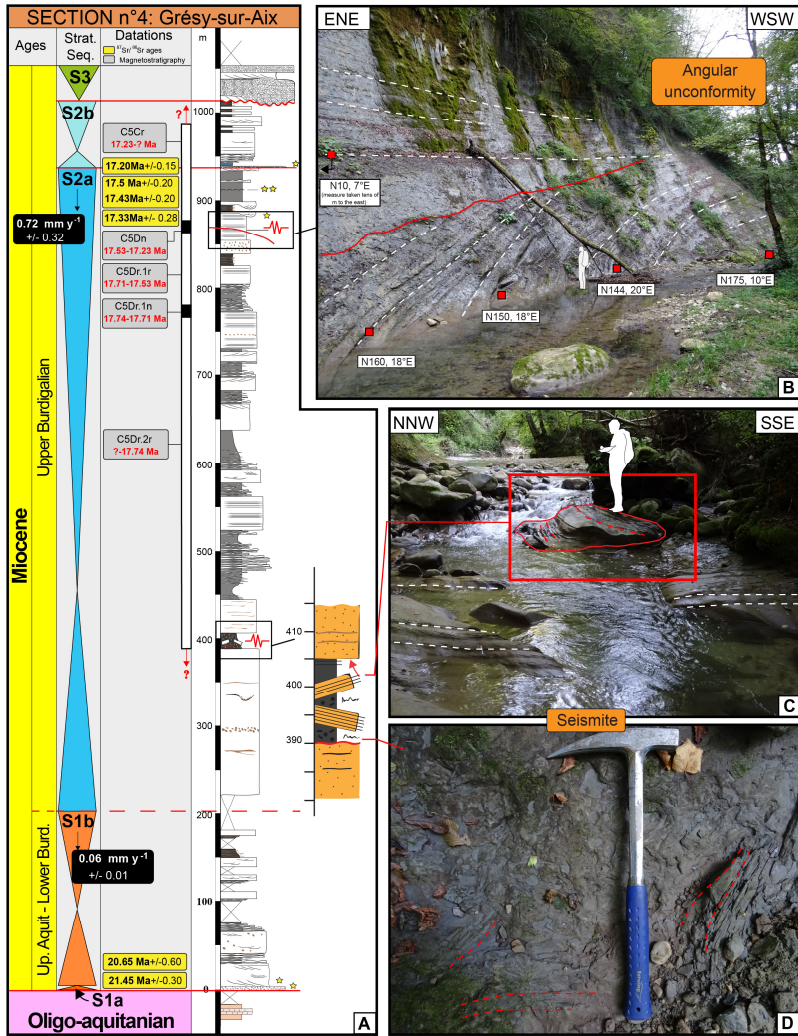 SECTION n°4: Grésy-sur-Aix
Ages
Strat.
Seq.
Datations
⁸⁷Sr/⁸⁶Sr ages
Magnetostratigraphy
m
Miocene
Upper Burdigalian
Up. Aquit - Lower Burd.
Oligo-aquitanian
S3
S2b
S2a
0.72 mm y⁻¹
+/- 0.32
S1b
0.06 mm y⁻¹
+/- 0.01
S1a
C5Cr
17.23-? Ma
17.20Ma+/-0.15
17.5 Ma+/-0.20
17.43Ma+/-0.20
17.33Ma+/- 0.28
C5Dn
17.53-17.23 Ma
C5Dr.1r
17.71-17.53 Ma
C5Dr.1n
17.74-17.71 Ma
C5Dr.2r
?-17.74 Ma
20.65 Ma+/-0.60
21.45 Ma+/-0.30
?
?
1000
900
800
700
600
500
400
300
200
100
0
410
400
390
A
ENE
WSW
Angular
unconformity
N10, 7°E
(measure taken tens of
m to the east)
N160, 18°E
N150, 18°E
N144, 20°E
N175, 10°E
B
NNW
SSE
C
Seismite
D